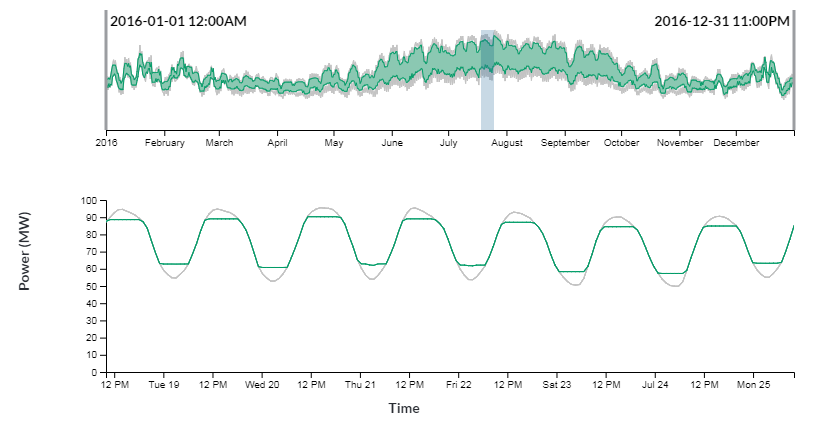 2016-01-01 12:00AM 2016-12-31 11:00PM
2016 February March April May June July August September October November December
Power (MW)
100
90
80
70
60
50
40
30
20
10
0
12 PM Tue 19 12 PM Wed 20 12 PM Thu 21 12 PM Fri 22 12 PM Sat 23 12 PM Jul 24 12 PM Mon 25
Time